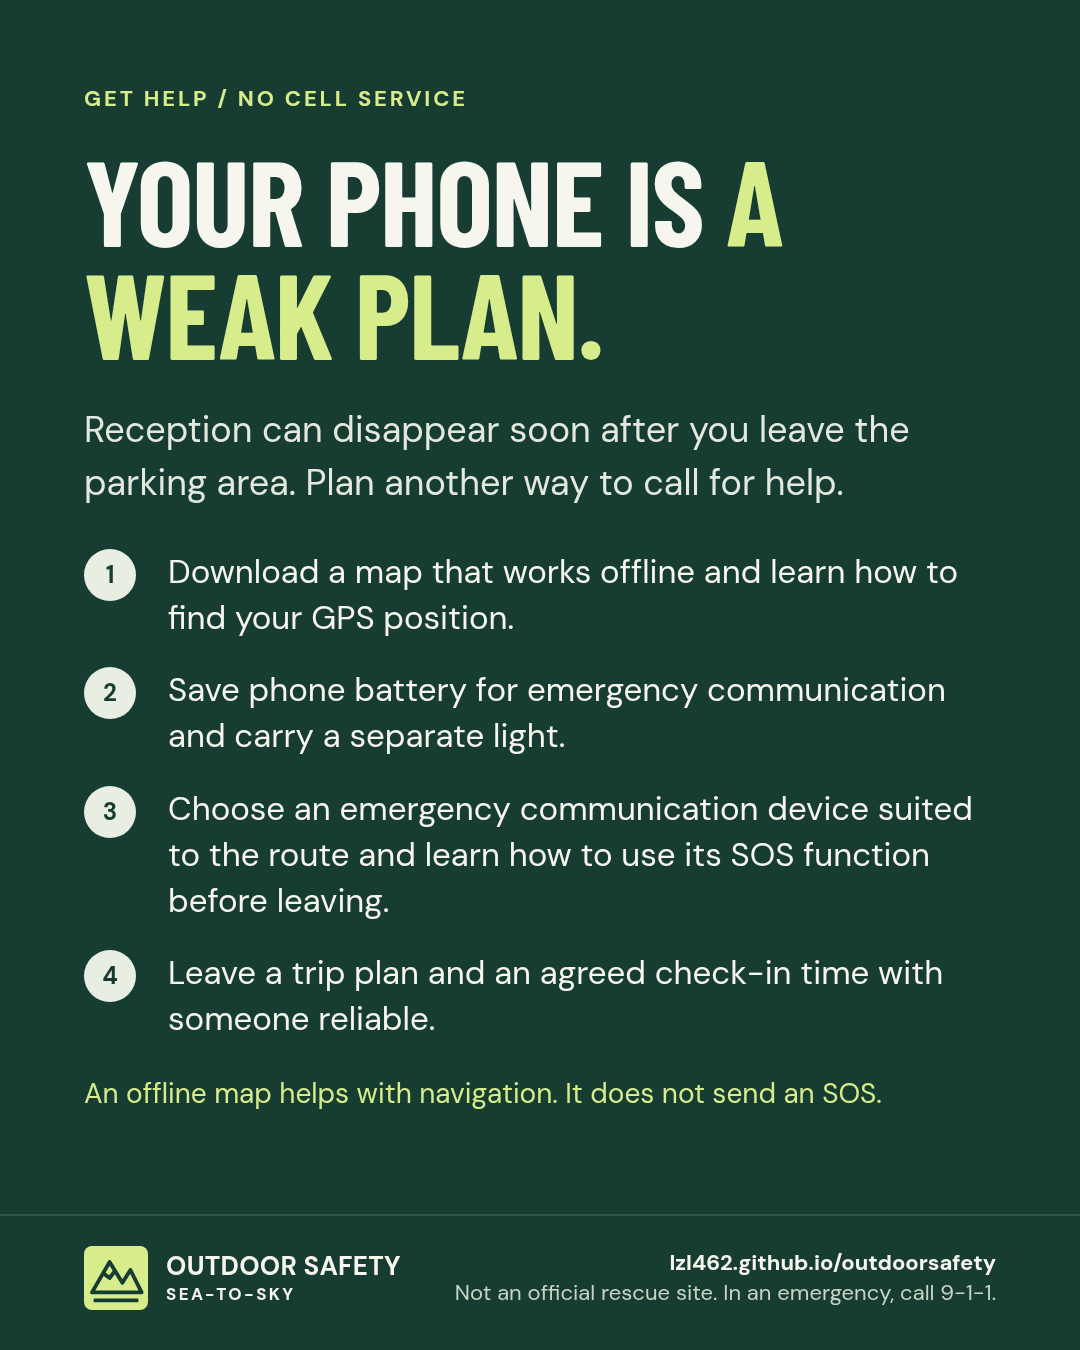 GET HELP / NO CELL SERVICE
YOUR PHONE IS A
WEAK PLAN.
Reception can disappear soon after you leave the
parking area. Plan another way to call for help.
1 Download a map that works offline and learn how to
find your GPS position.
2 Save phone battery for emergency communication
and carry a separate light.
3 Choose an emergency communication device suited
to the route and learn how to use its SOS function
before leaving.
4 Leave a trip plan and an agreed check-in time with
someone reliable.
An offline map helps with navigation. It does not send an SOS.
OUTDOOR SAFETY
SEA-TO-SKY
lzl462.github.io/outdoorsafety
Not an official rescue site. In an emergency, call 9-1-1.